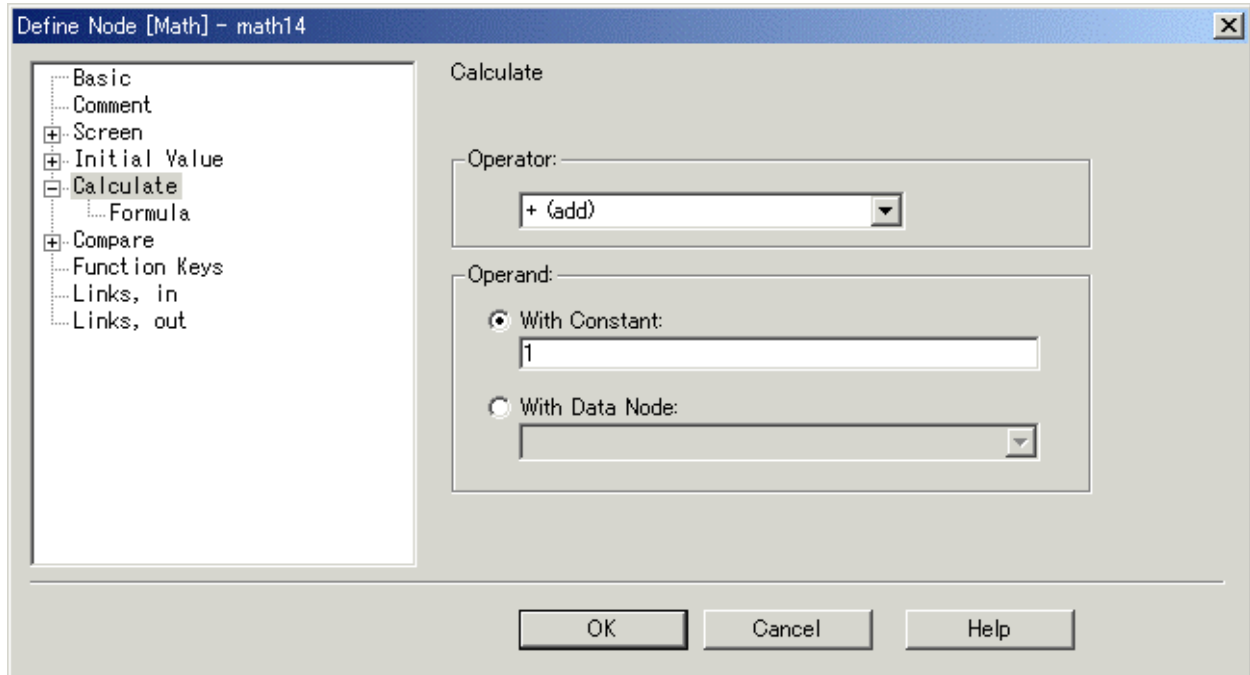 Define Node [Math] - math14
Basic
Comment
Screen
Initial Value
Calculate
Formula
Compare
Function Keys
Links, in
Links, out
Calculate
Operator:
+ (add)
Operand:
With Constant:
1
With Data Node:
OK
Cancel
Help